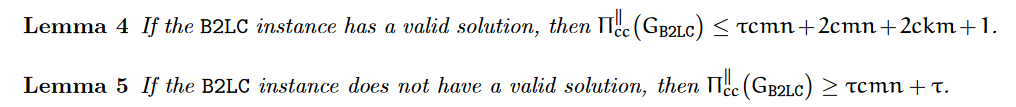 Lemma 4 If the B2LC instance has a valid solution, then Π∥cc(GB2LC) ≤ τcmn+2cmn+2ckm+1.
Lemma 5 If the B2LC instance does not have a valid solution, then Π∥cc(GB2LC) ≥ τcmn + τ.